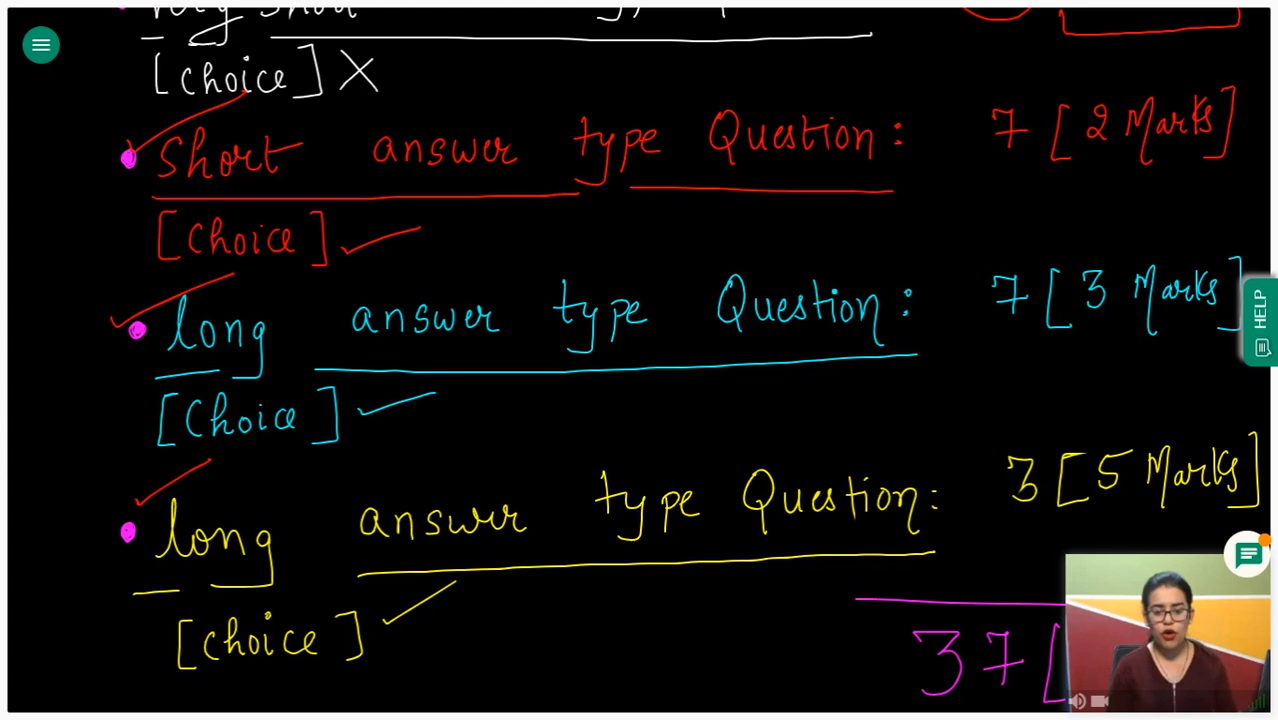 [Choice] X
Short answer type Question: 7 [2 Marks]
[Choice]
long answer type Question: 7 [3 Marks]
[Choice]
long answer type Question: 3 [5 Marks]
[choice]
37 [
HELP